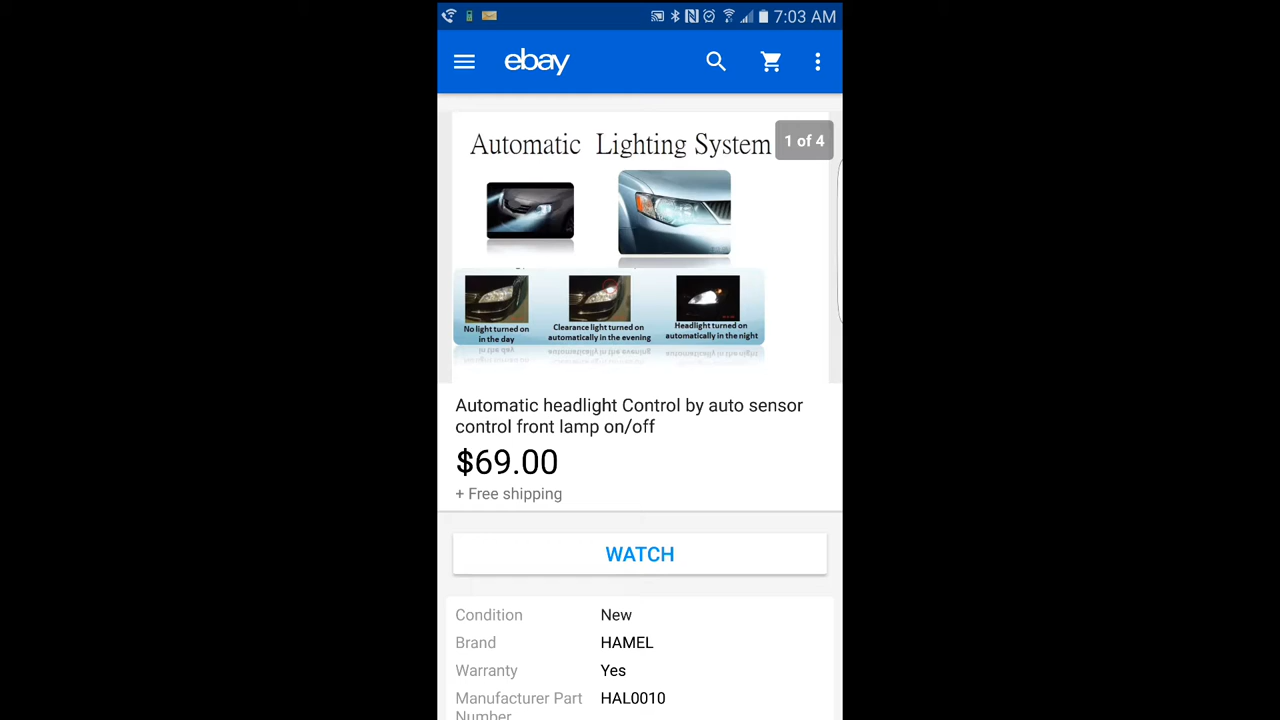 7:03 AM
ebay
Automatic Lighting System
1 of 4
No light turned on
in the day
Clearance light turned on
automatically in the evening
Headlight turned on
automatically in the night
Automatic headlight Control by auto sensor
control front lamp on/off
$69.00
+ Free shipping
WATCH
Condition New
Brand HAMEL
Warranty Yes
Manufacturer Part HAL0010
Number